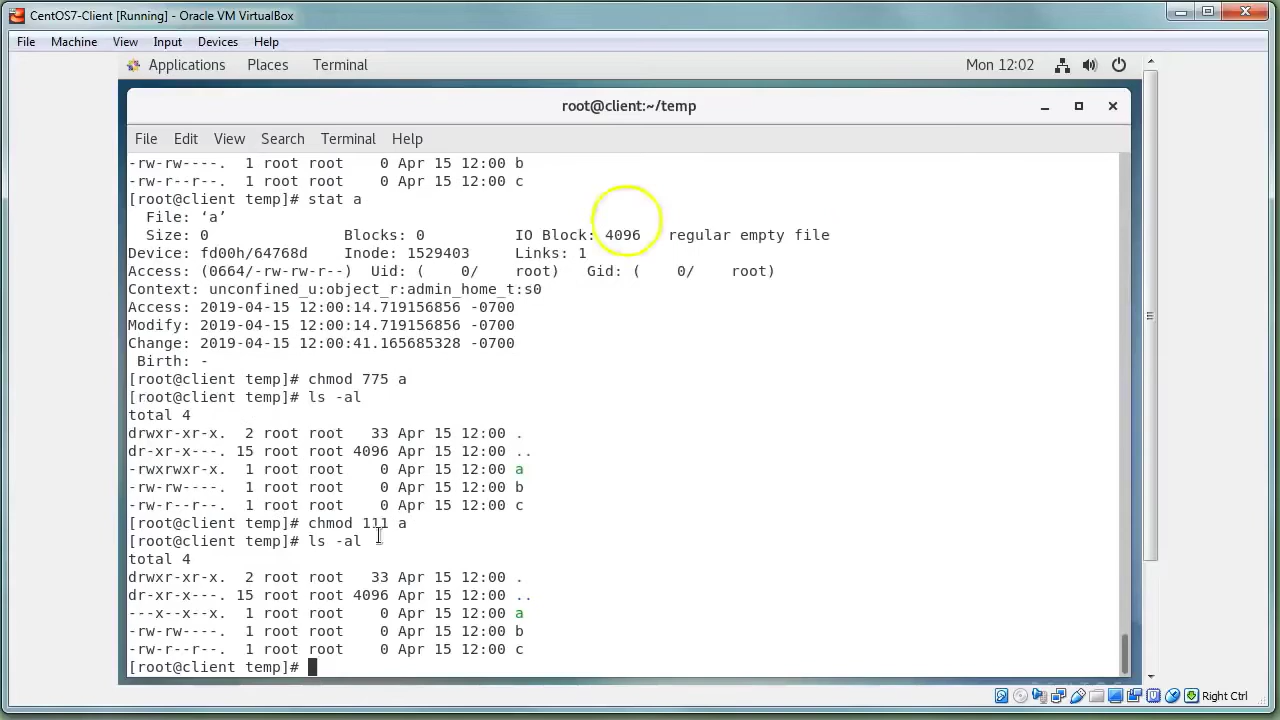 CentOS7-Client [Running] - Oracle VM VirtualBox
File Machine View Input Devices Help
Applications Places Terminal Mon 12:02
root@client:~/temp
File Edit View Search Terminal Help
-rw-rw----. 1 root root 0 Apr 15 12:00 b
-rw-r--r--. 1 root root 0 Apr 15 12:00 c
[root@client temp]# stat a
File: ‘a’
Size: 0 Blocks: 0 IO Block: 4096 regular empty file
Device: fd00h/64768d Inode: 1529403 Links: 1
Access: (0664/-rw-rw-r--) Uid: ( 0/ root) Gid: ( 0/ root)
Context: unconfined_u:object_r:admin_home_t:s0
Access: 2019-04-15 12:00:14.719156856 -0700
Modify: 2019-04-15 12:00:14.719156856 -0700
Change: 2019-04-15 12:00:41.165685328 -0700
Birth: -
[root@client temp]# chmod 775 a
[root@client temp]# ls -al
total 4
drwxr-xr-x. 2 root root 33 Apr 15 12:00 .
dr-xr-x---. 15 root root 4096 Apr 15 12:00 ..
-rwxrwxr-x. 1 root root 0 Apr 15 12:00 a
-rw-rw----. 1 root root 0 Apr 15 12:00 b
-rw-r--r--. 1 root root 0 Apr 15 12:00 c
[root@client temp]# chmod 111 a
[root@client temp]# ls -al
total 4
drwxr-xr-x. 2 root root 33 Apr 15 12:00 .
dr-xr-x---. 15 root root 4096 Apr 15 12:00 ..
---x--x--x. 1 root root 0 Apr 15 12:00 a
-rw-rw----. 1 root root 0 Apr 15 12:00 b
-rw-r--r--. 1 root root 0 Apr 15 12:00 c
[root@client temp]#
Right Ctrl